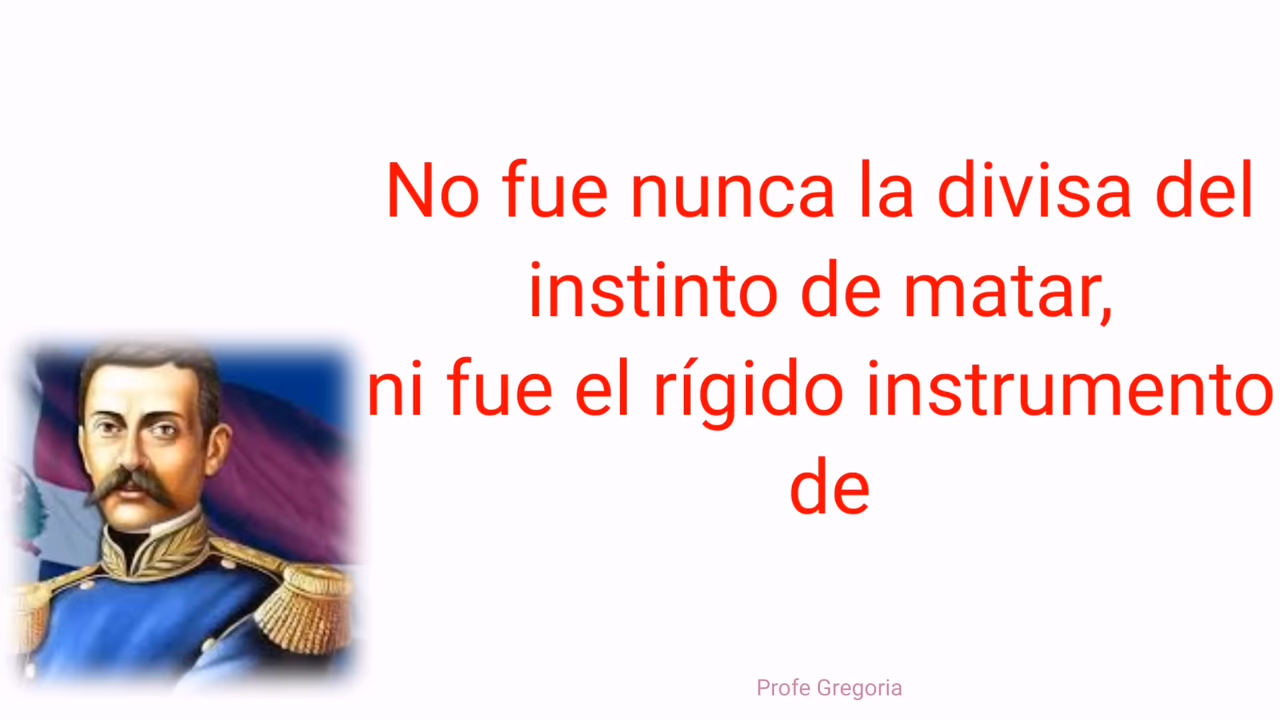 No fue nunca la divisa del
instinto de matar,
ni fue el rígido instrumento
de
Profe Gregoria